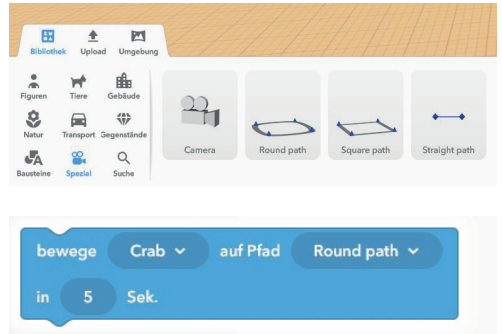 Bibliothek Upload Umgebung
Figuren Tiere Gebäude
Natur Transport Gegenstände
Camera Round path Square path Straight path
Bausteine Spezial Suche
bewege Crab auf Pfad Round path
in 5 Sek.